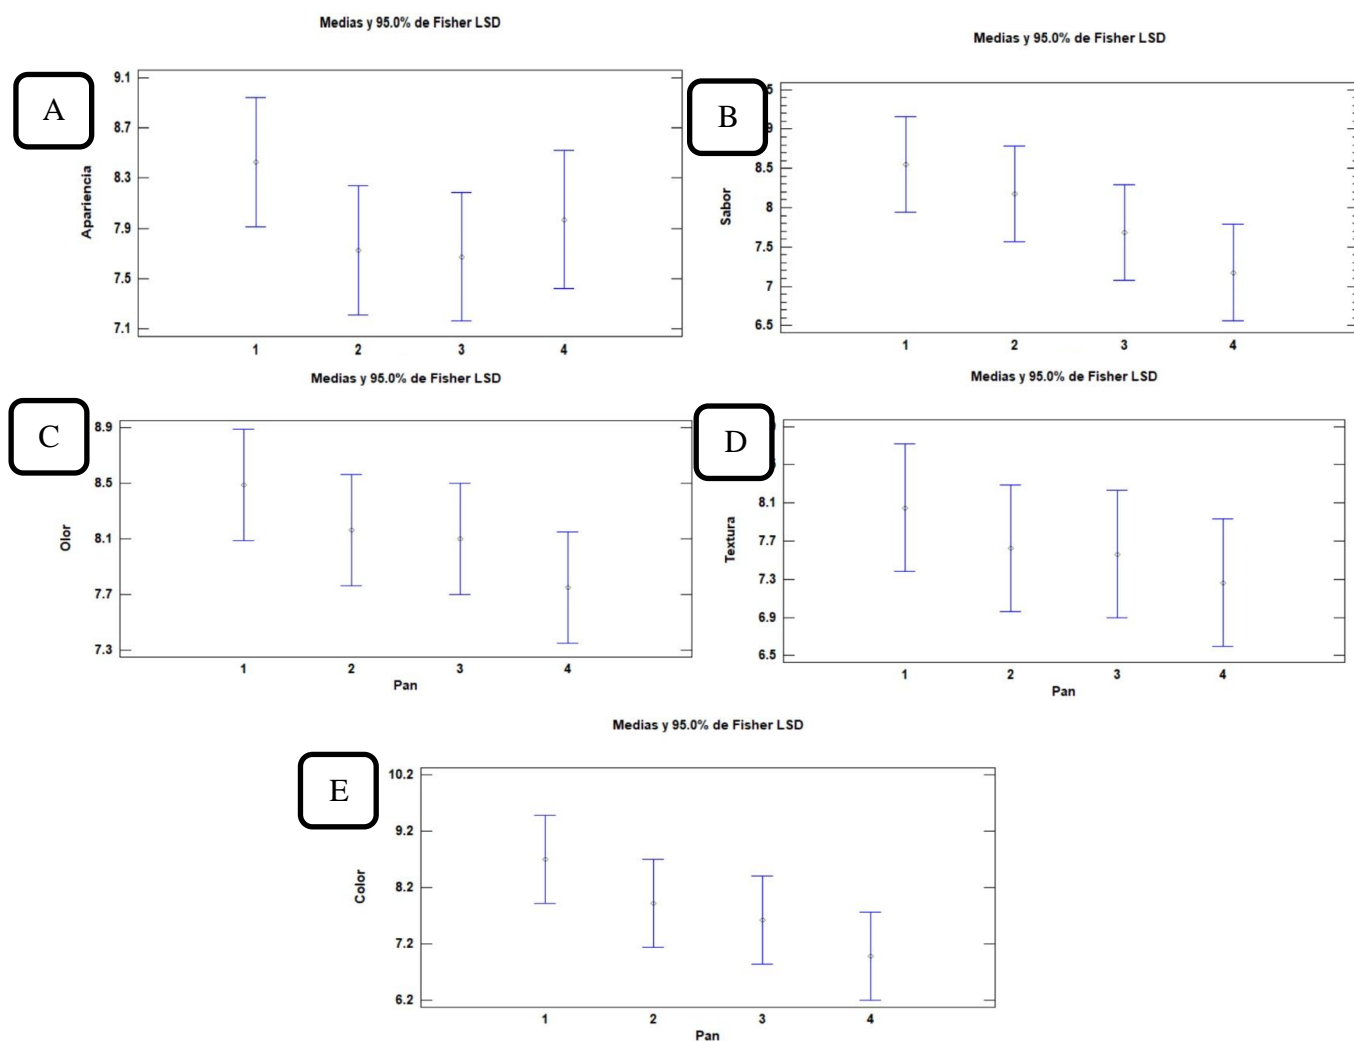 Medias y 95.0% de Fisher LSD
A
Apariencia
9.1
8.7
8.3
7.9
7.5
7.1
1 2 3 4
Medias y 95.0% de Fisher LSD
B
Sabor
8.5
8
7.5
7
6.5
1 2 3 4
Medias y 95.0% de Fisher LSD
C
Olor
8.9
8.5
8.1
7.7
7.3
1 2 3 4
Pan
Medias y 95.0% de Fisher LSD
D
Textura
8.1
7.7
7.3
6.9
6.5
1 2 3 4
Pan
Medias y 95.0% de Fisher LSD
E
Color
10.2
9.2
8.2
7.2
6.2
1 2 3 4
Pan